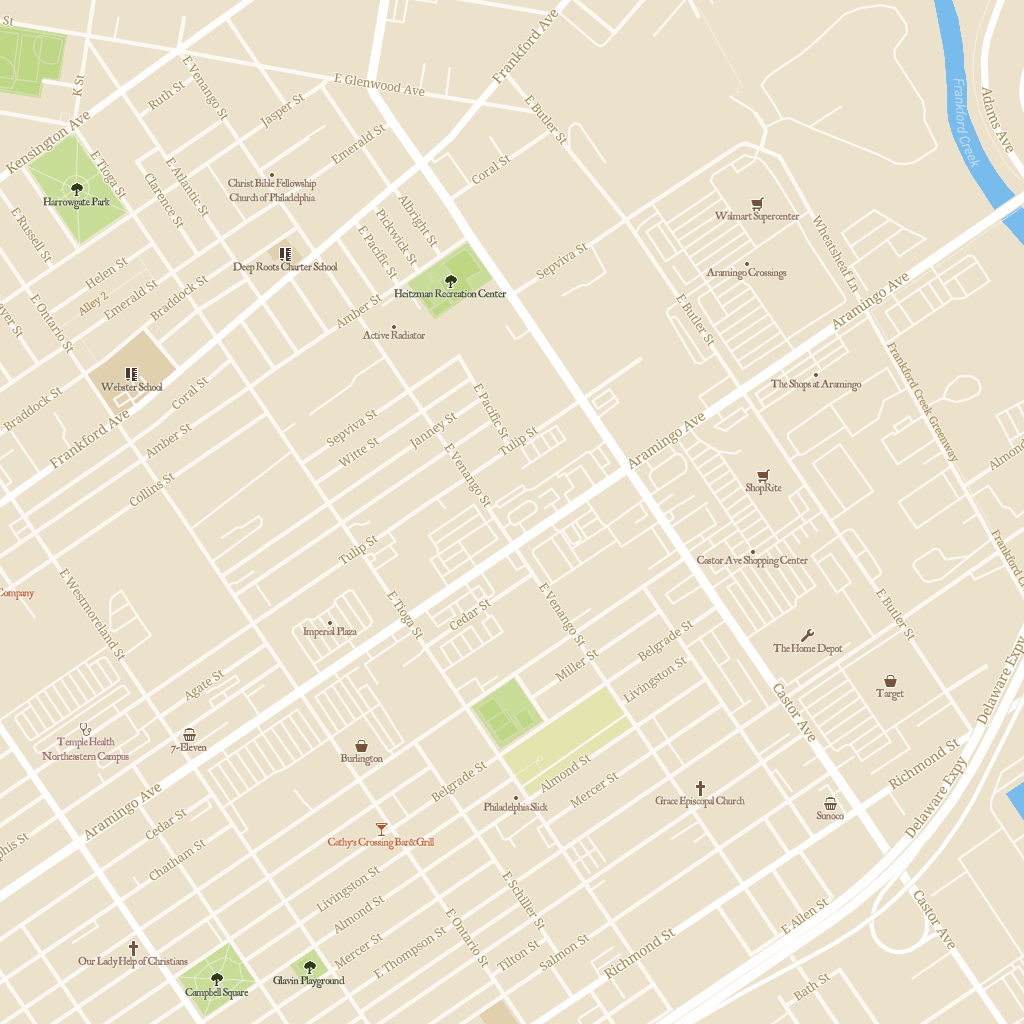 St
K St
E Venango St
E Glenwood Ave
Frankford Ave
Ruth St
Jasper St
E Butler St
Adams Ave
Frankford Creek
Kensington Ave
Emerald St
E Tioga St
Coral St
E Atlantic St
Clarence St
Christ Bible Fellowship
Church of Philadelphia
Harrowgate Park
Albright St
Pickwick St
E Pacific St
Walmart Supercenter
Wheatsheaf Ln
E Russell St
Deep Roots Charter School
Sepviva St
Helen St
Aramingo Crossings
Alley 2
Emerald St
Braddock St
Heitzman Recreation Center
Aramingo Ave
E Ontario St
Amber St
Active Radiator
E Butler St
Webster School
Coral St
The Shops at Aramingo
Frankford Creek Greenway
Braddock St
Frankford Ave
Amber St
Sepviva St
Witte St
Janney St
E Pacific St
Tulip St
Aramingo Ave
Almond
Collins St
E Venango St
ShopRite
Tulip St
Castor Ave Shopping Center
Frankford C
Company
E Westmoreland St
E Tioga St
Cedar St
E Venango St
E Butler St
Imperial Plaza
Belgrade St
The Home Depot
Miller St
Livingston St
Agate St
Target
Castor Ave
Delaware Expy
Temple Health
Northeastern Campus
7-Eleven
Burlington
Belgrade St
Almond St
Mercer St
Richmond St
Delaware Expy
Philadelphia Slick
Grace Episcopal Church
Sunoco
Aramingo Ave
Cedar St
phis St
Cathy's Crossing Bar&Grill
Chatham St
Livingston St
Almond St
E Schiller St
E Allen St
Castor Ave
E Ontario St
Mercer St
E Thompson St
Tilton St
Salmon St
Richmond St
Our Lady Help of Christians
Campbell Square
Glavin Playground
Bath St